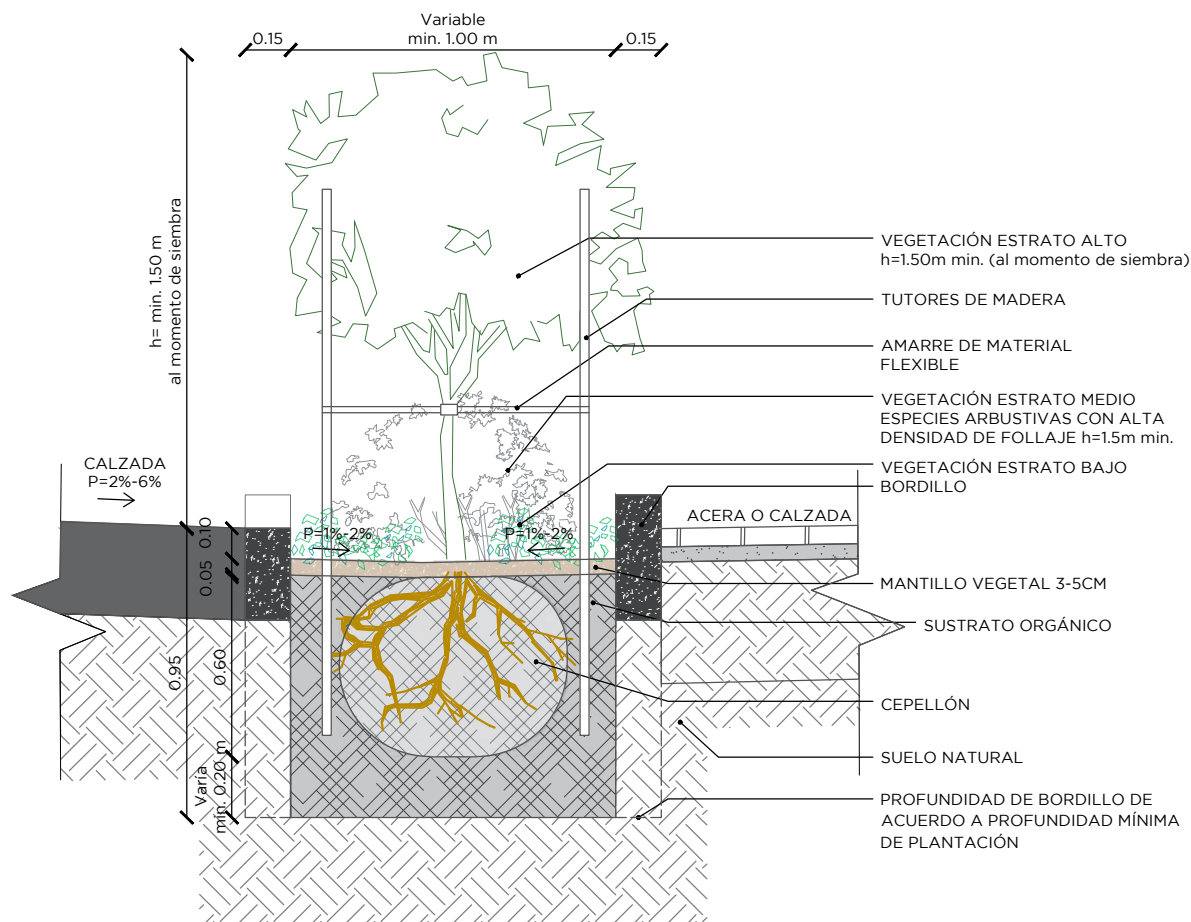 Variable
0.15
min. 1.00 m
0.15
h= min. 1.50 m
al momento de siembra
VEGETACIÓN ESTRATO ALTO
h=1.50m min. (al momento de siembra)
TUTORES DE MADERA
AMARRE DE MATERIAL
FLEXIBLE
VEGETACIÓN ESTRATO MEDIO
ESPECIES ARBUSTIVAS CON ALTA
DENSIDAD DE FOLLAJE h=1.5m min.
CALZADA
P=2%-6%
VEGETACIÓN ESTRATO BAJO
BORDILLO
ACERA O CALZADA
P=1%-2%
P=1%-2%
0.10
0.05
0.60
0.95
Varía
min. 0.20 m
MANTILLO VEGETAL 3-5CM
SUSTRATO ORGÁNICO
CEPELLÓN
SUELO NATURAL
PROFUNDIDAD DE BORDILLO DE
ACUERDO A PROFUNDIDAD MÍNIMA
DE PLANTACIÓN